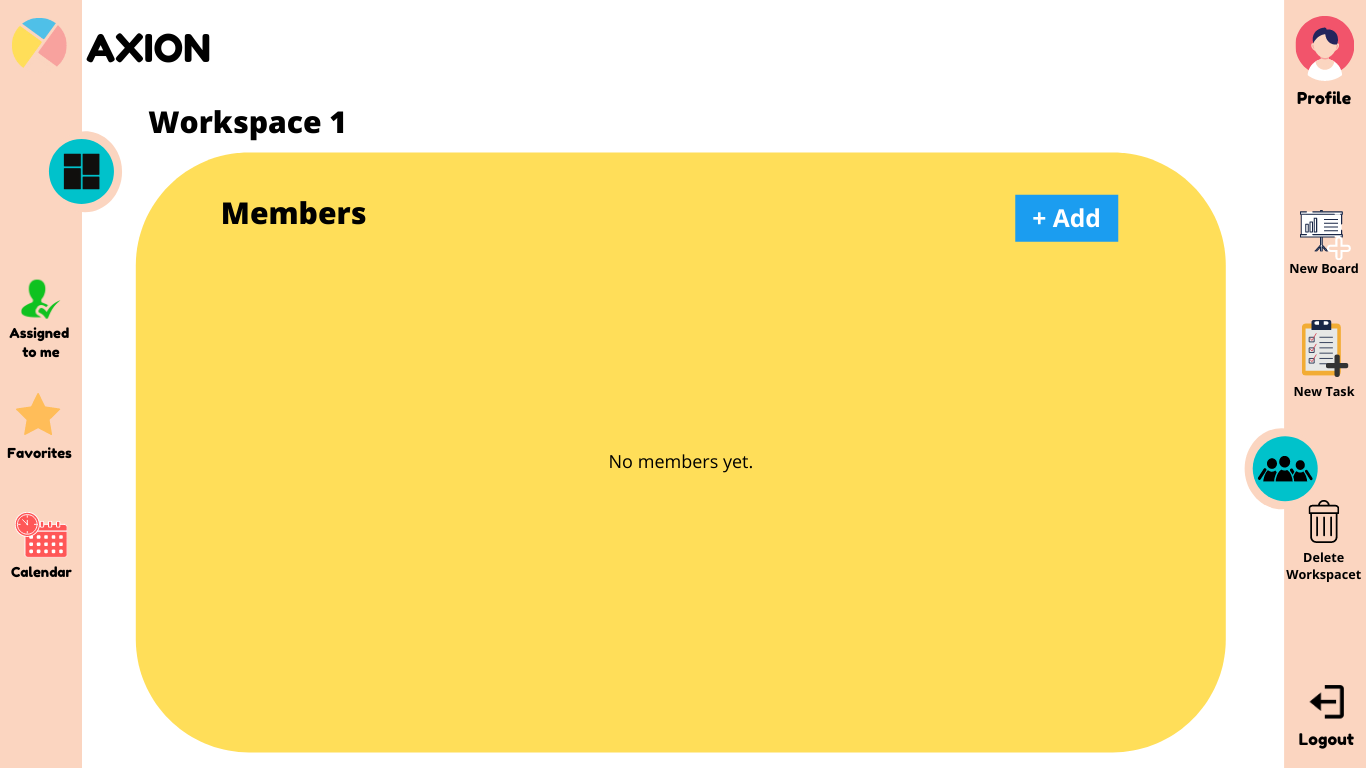 AXION
Profile
Workspace 1
Members
+ Add
New Board
Assigned
to me
New Task
Favorites
No members yet.
Delete
Workspacet
Calendar
Logout